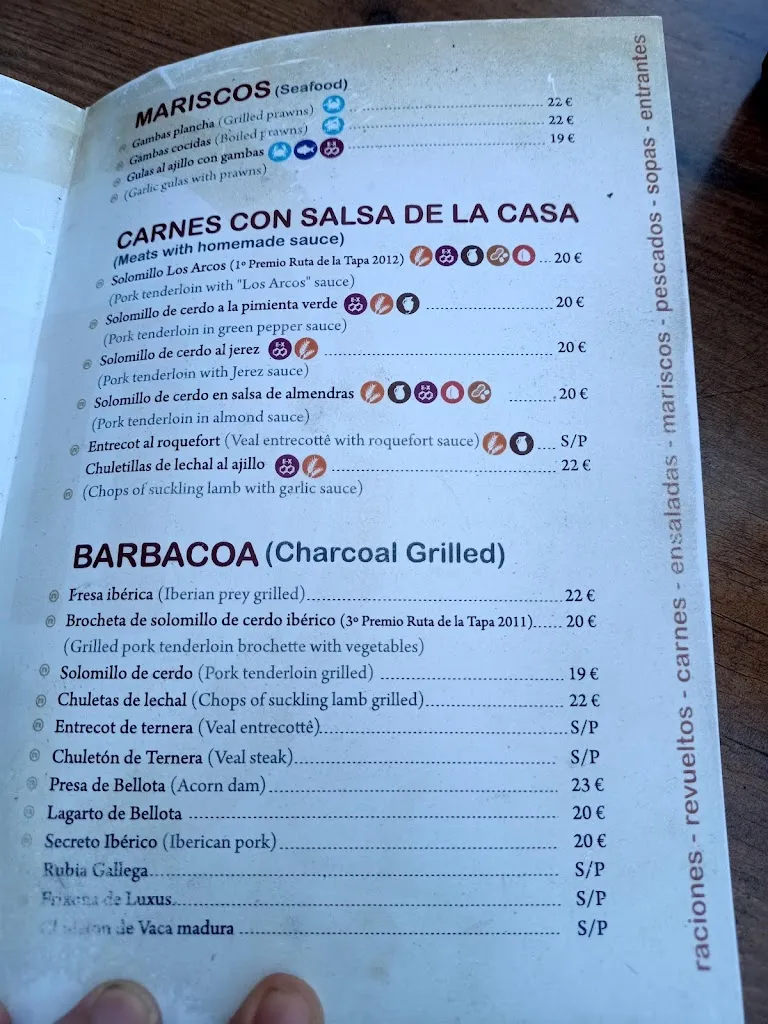 MARISCOS (Seafood)
Gambas plancha (Grilled prawns) 22 €
Gambas cocidas (Boiled prawns) 22 €
Gulas al ajillo con gambas 19 €
(Garlic gulas with prawns)
CARNES CON SALSA DE LA CASA
(Meats with homemade sauce)
Solomillo Los Arcos (1º Premio Ruta de la Tapa 2012) ... 20 €
(Pork tenderloin with "Los Arcos" sauce)
Solomillo de cerdo a la pimienta verde 20 €
(Pork tenderloin in green pepper sauce)
Solomillo de cerdo al jerez 20 €
(Pork tenderloin with Jerez sauce)
Solomillo de cerdo en salsa de almendras 20 €
(Pork tenderloin in almond sauce)
Entrecot al roquefort (Veal entrecottê with roquefort sauce) .... S/P
Chuletillas de lechal al ajillo 22 €
(Chops of suckling lamb with garlic sauce)
BARBACOA (Charcoal Grilled)
Fresa ibérica (Iberian prey grilled) 22 €
Brocheta de solomillo de cerdo ibérico (3º Premio Ruta de la Tapa 2011) 20 €
(Grilled pork tenderloin brochette with vegetables)
Solomillo de cerdo (Pork tenderloin grilled) 19 €
Chuletas de lechal (Chops of suckling lamb grilled) 22 €
Entrecot de ternera (Veal entrecottê) S/P
Chuletón de Ternera (Veal steak) S/P
Presa de Bellota (Acorn dam) 23 €
Lagarto de Bellota 20 €
Secreto Ibérico (Iberican pork) 20 €
Rubia Gallega S/P
de Luxus S/P
de Vaca madura S/P
raciones - revueltos - carnes - ensaladas - mariscos - pescados - sopas - entrantes